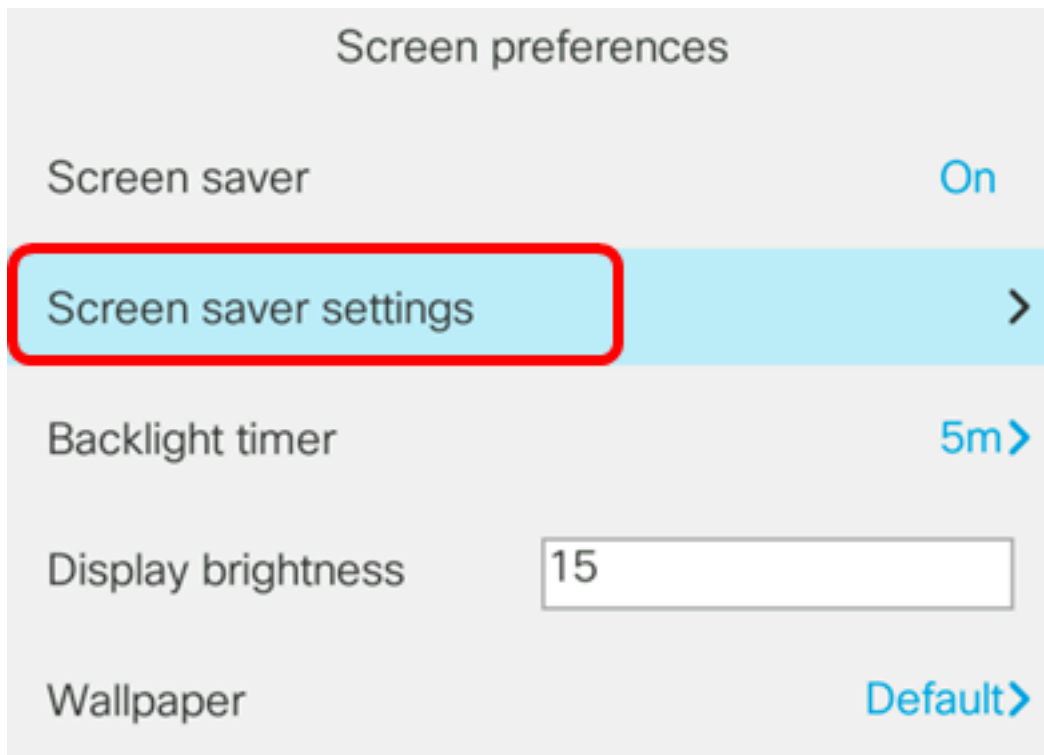 Screen preferences
Screen saver On
Screen saver settings
Backlight timer 5m
Display brightness 15
Wallpaper Default